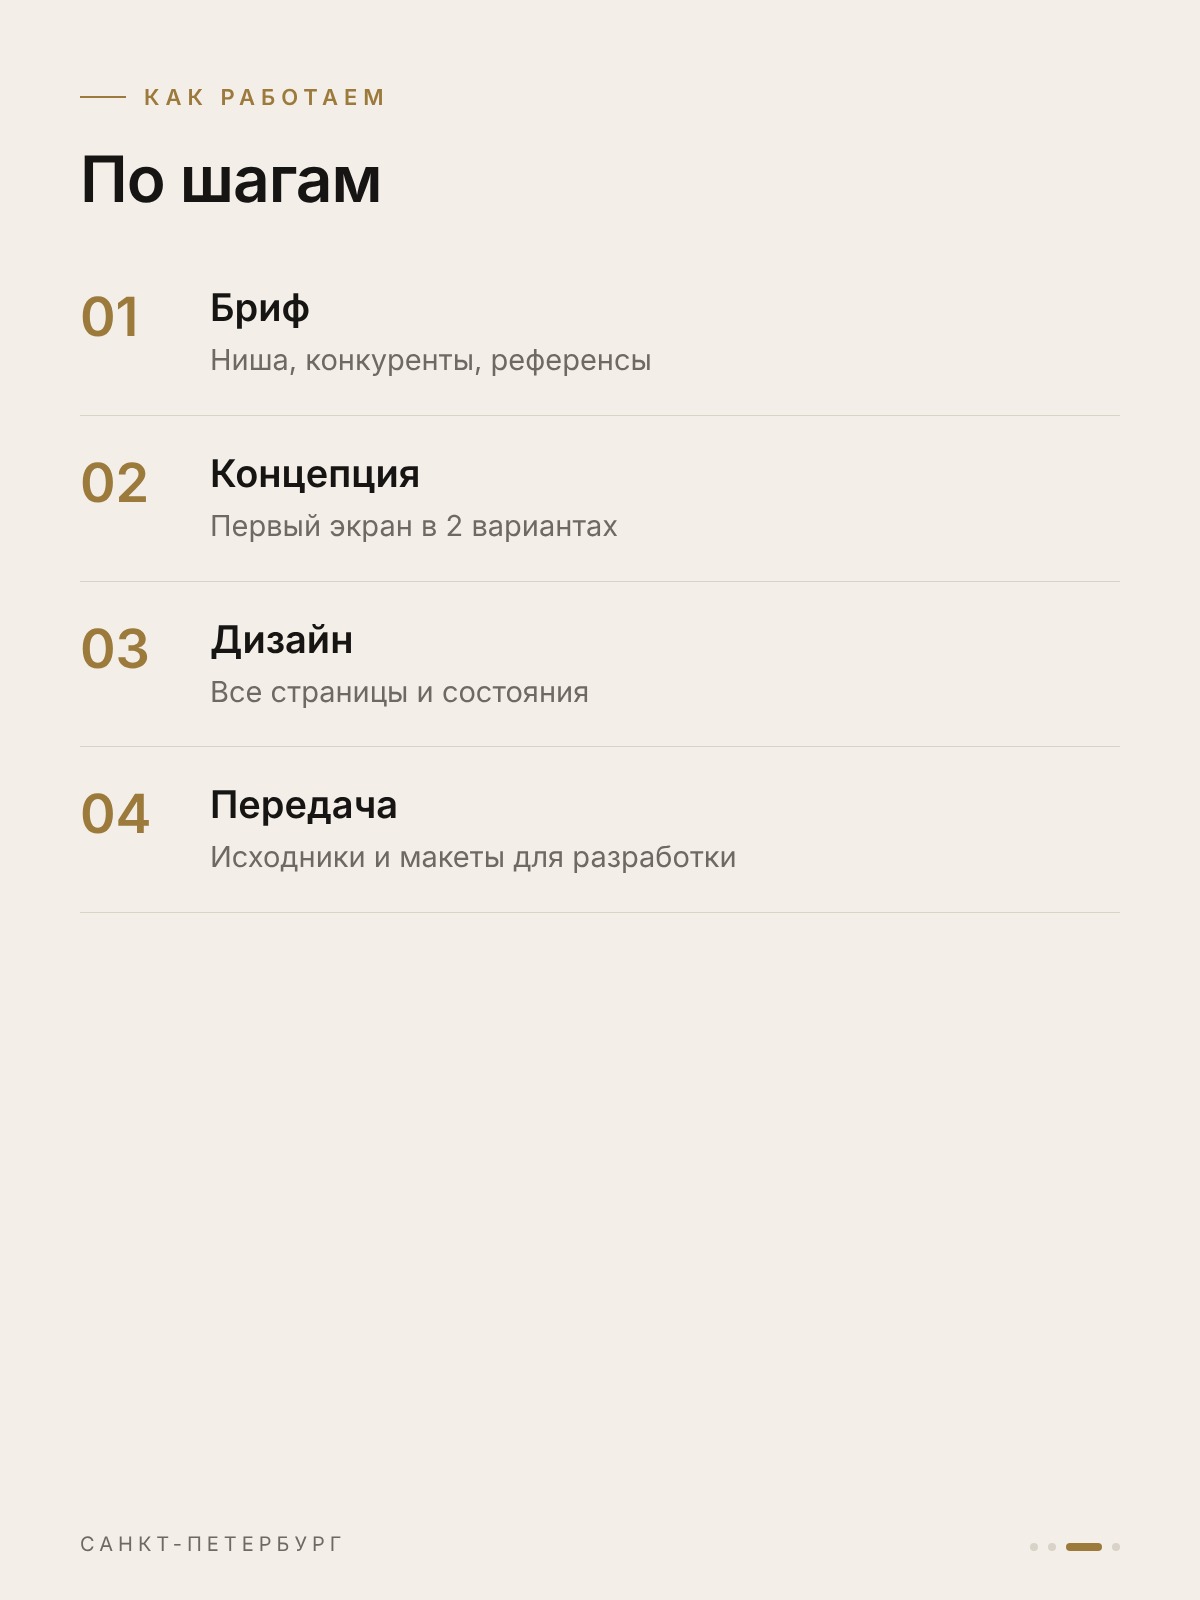 КАК РАБОТАЕМ
По шагам
01
Бриф
Ниша, конкуренты, референсы
02
Концепция
Первый экран в 2 вариантах
03
Дизайн
Все страницы и состояния
04
Передача
Исходники и макеты для разработки
САНКТ-ПЕТЕРБУРГ